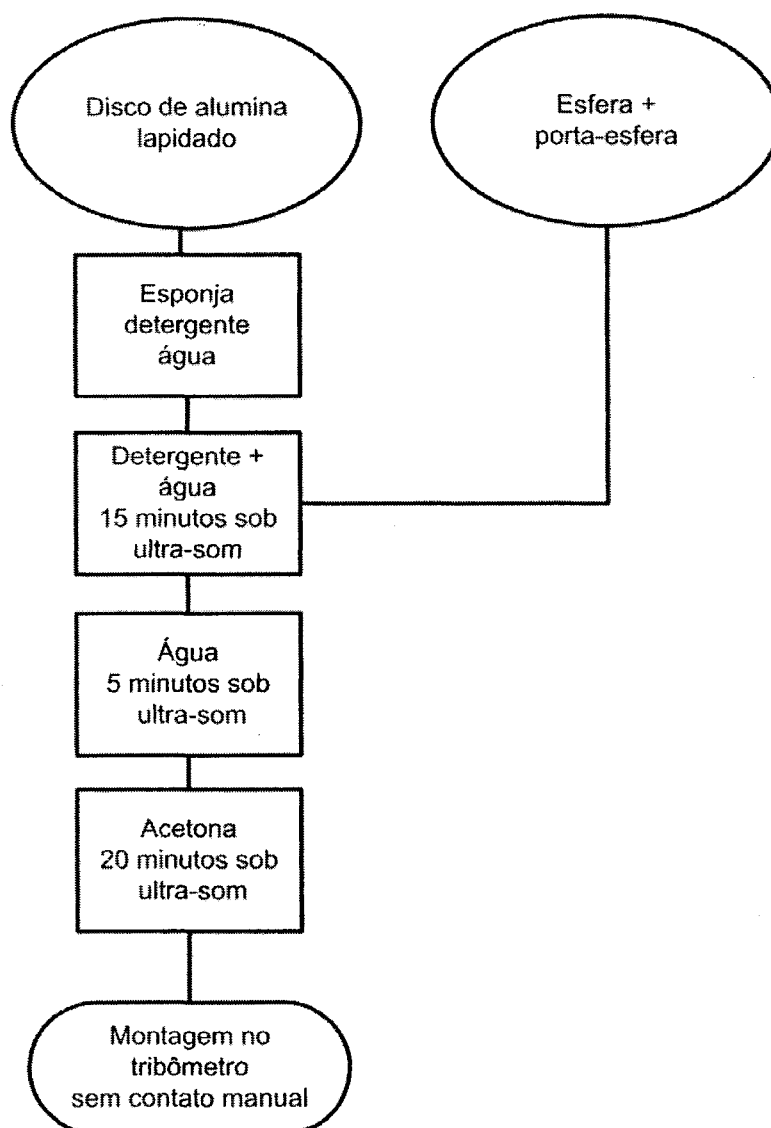 Disco de alumina
lapidado
Esfera +
porta-esfera
Esponja
detergente
água
Detergente +
água
15 minutos sob
ultra-som
Água
5 minutos sob
ultra-som
Acetona
20 minutos sob
ultra-som
Montagem no
tribômetro
sem contato manual